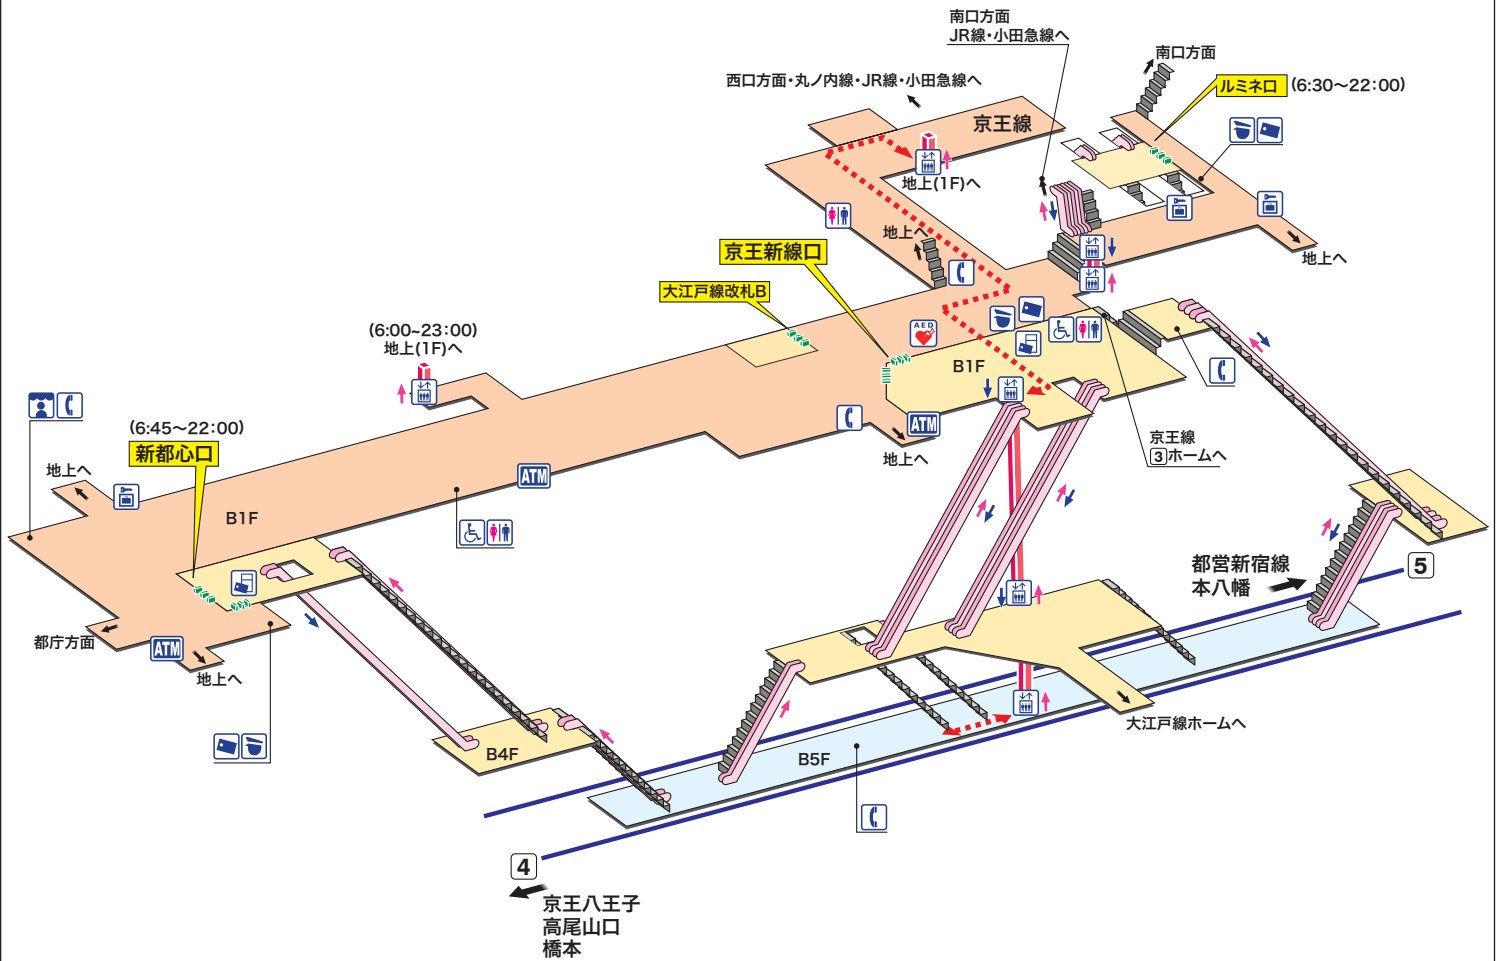 南口方面
JR線・小田急線へ
南口方面
西口方面・丸ノ内線・JR線・小田急線へ
ルミネ口
(6:30〜22:00)
京王線
地上(1F)へ
地上へ
地上へ
京王新線口
大江戸線改札B
AED
(6:00~23:00)
地上(1F)へ
B1F
ATM
地上へ
京王線
3ホームへ
(6:45〜22:00)
新都心口
地上へ
ATM
B1F
都営新宿線
本八幡
5
都庁方面
ATM
地上へ
大江戸線ホームへ
B4F
B5F
4
京王八王子
高尾山口
橋本